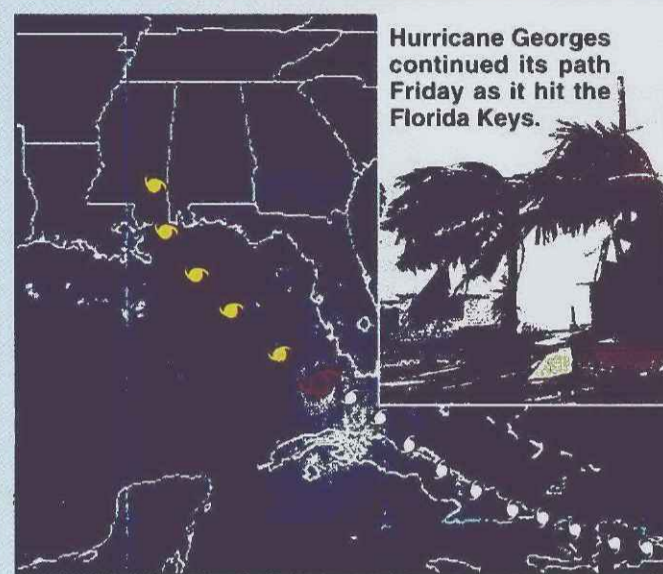 Hurricane Georges
continued its path
Friday as it hit the
Florida Keys.